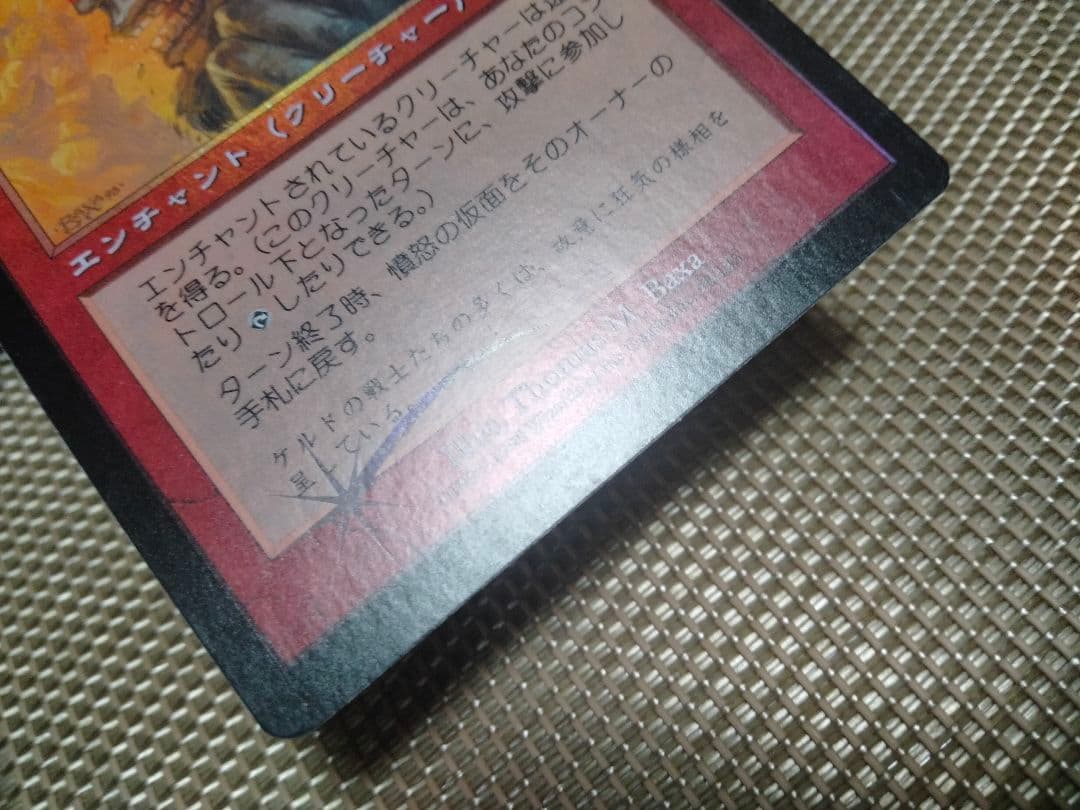 Baxa
エンチャント(クリーチャー)
エンチャントされているクリーチャーは速
を得る。(このクリーチャーは、あなたのコン
トロール下となったターンに、攻撃に参加し
たり したりできる。)
ターン終了時、憤怒の仮面をそのオーナーの
手札に戻す。
ケルドの戦士たちの多くは、故意に狂気の様相を
呈している。
Illus. Thomas M. Baxa